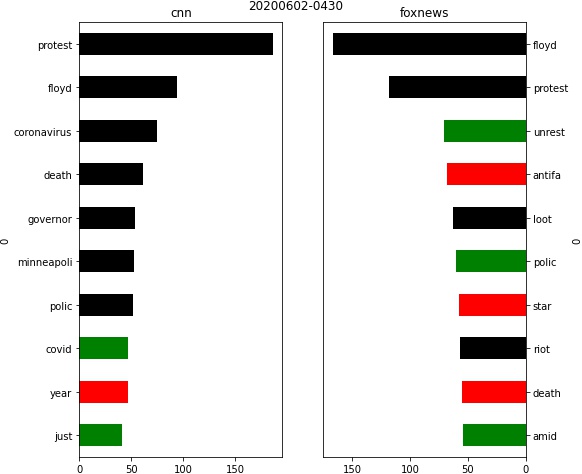 20200602-0430
cnn
foxnews
protest
floyd
coronavirus
death
governor
minneapoli
polic
covid
year
just
0
0 50 100 150
floyd
protest
unrest
antifa
loot
polic
star
riot
death
amid
0
150 100 50 0